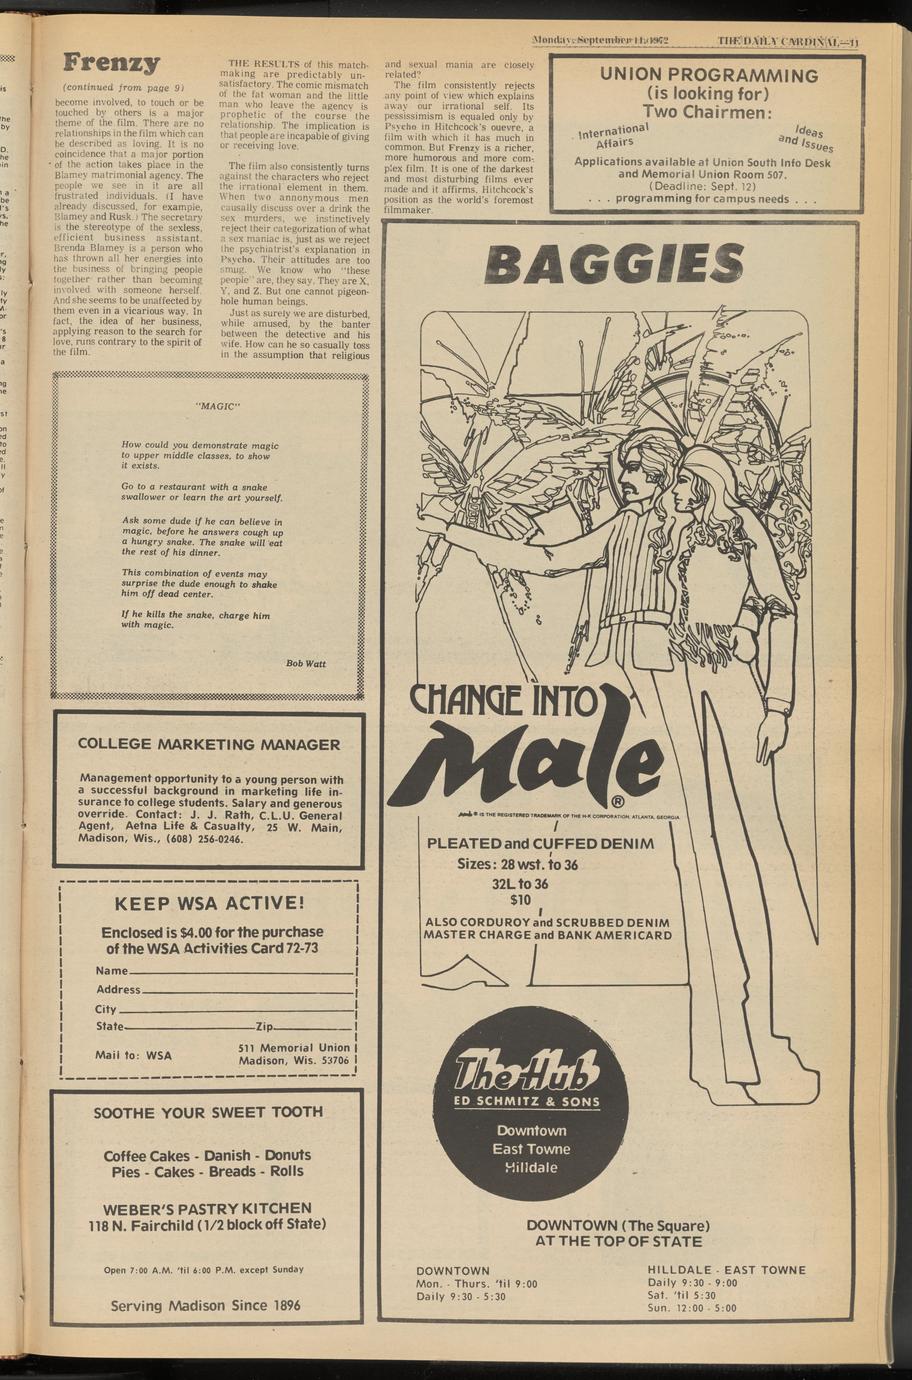 Monday, September 11, 1972
THE DAILY CARDINAL—11
Frenzy
(continued from page 9)
become involved, to touch or be
touched by others is a major
theme of the film. There are no
relationships in the film which can
be described as loving. It is no
coincidence that a major portion
of the action takes place in the
Blamey matrimonial agency. The
people we see in it are all
frustrated individuals. (I have
already discussed, for example,
Blamey and Rusk.) The secretary
is the stereotype of the sexless,
efficient business assistant.
Brenda Blamey is a person who
has thrown all her energies into
the business of bringing people
together rather than becoming
involved with someone herself.
And she seems to be unaffected by
them even in a vicarious way. In
fact, the idea of her business,
applying reason to the search for
love, runs contrary to the spirit of
the film.
THE RESULTS of this match-
making are predictably un-
satisfactory. The comic mismatch
of the fat woman and the little
man who leave the agency is
prophetic of the course the
relationship. The implication is
that people are incapable of giving
or receiving love.
The film also consistently turns
against the characters who reject
the irrational element in them.
When two annonymous men
causally discuss over a drink the
sex murders, we instinctively
reject their categorization of what
a sex maniac is, just as we reject
the psychiatrist's explanation in
Psycho. Their attitudes are too
smug. We know who "these
people" are, they say. They are X,
Y, and Z. But one cannot pigeon-
hole human beings.
Just as surely we are disturbed,
while amused, by the banter
between the detective and his
wife. How can he so casually toss
in the assumption that religious
and sexual mania are closely
related?
The film consistently rejects
any point of view which explains
away our irrational self. Its
pessissimism is equaled only by
Psycho in Hitchcock's ouevre, a
film with which it has much in
common. But Frenzy is a richer,
more humorous and more com-
plex film. It is one of the darkest
and most disturbing films ever
made and it affirms, Hitchcock's
position as the world's foremost
filmmaker.
UNION PROGRAMMING
(is looking for)
Two Chairmen:
International
Affairs
Ideas
and Issues
Applications available at Union South Info Desk
and Memorial Union Room 507.
(Deadline: Sept. 12)
. . . programming for campus needs . . .
"MAGIC"
How could you demonstrate magic
to upper middle classes, to show
it exists.
Go to a restaurant with a snake
swallower or learn the art yourself.
Ask some dude if he can believe in
magic, before he answers cough up
a hungry snake. The snake will eat
the rest of his dinner.
This combination of events may
surprise the dude enough to shake
him off dead center.
If he kills the snake, charge him
with magic.
Bob Watt
COLLEGE MARKETING MANAGER
Management opportunity to a young person with
a successful background in marketing life in-
surance to college students. Salary and generous
override. Contact: J. J. Rath, C.L.U. General
Agent, Aetna Life & Casualty, 25 W. Main,
Madison, Wis., (608) 256-0246.
KEEP WSA ACTIVE!
Enclosed is $4.00 for the purchase
of the WSA Activities Card 72-73
Name
Address
City
State Zip
Mail to: WSA
511 Memorial Union
Madison, Wis. 53706
SOOTHE YOUR SWEET TOOTH
Coffee Cakes - Danish - Donuts
Pies - Cakes - Breads - Rolls
WEBER'S PASTRY KITCHEN
118 N. Fairchild (1/2 block off State)
Open 7:00 A.M. 'til 6:00 P.M. except Sunday
Serving Madison Since 1896
BAGGIES
CHANGE INTO
Male®
male® IS THE REGISTERED TRADEMARK OF THE H-K CORPORATION, ATLANTA, GEORGIA
PLEATED and CUFFED DENIM
Sizes: 28 wst. to 36
32L to 36
$10
ALSO CORDUROY and SCRUBBED DENIM
MASTER CHARGE and BANK AMERICARD
The Hub
ED SCHMITZ & SONS
Downtown
East Towne
Hilldale
DOWNTOWN (The Square)
AT THE TOP OF STATE
DOWNTOWN
Mon. - Thurs. 'til 9:00
Daily 9:30 - 5:30
HILLDALE - EAST TOWNE
Daily 9:30 - 9:00
Sat. 'til 5:30
Sun. 12:00 - 5:00